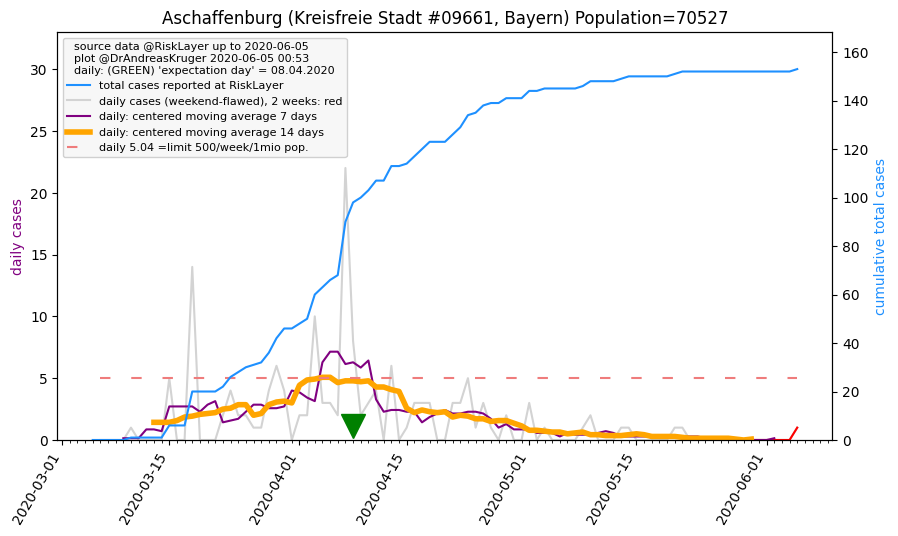 Aschaffenburg (Kreisfreie Stadt #09661, Bayern) Population=70527
source data @RiskLayer up to 2020-06-05
plot @DrAndreasKruger 2020-06-05 00:53
daily: (GREEN) 'expectation day' = 08.04.2020
total cases reported at RiskLayer
daily cases (weekend-flawed), 2 weeks: red
daily: centered moving average 7 days
daily: centered moving average 14 days
daily 5.04 =limit 500/week/1mio pop.
daily cases
30
25
20
15
10
5
0
cumulative total cases
160
140
120
100
80
60
40
20
0
2020-03-01
2020-03-15
2020-04-01
2020-04-15
2020-05-01
2020-05-15
2020-06-01